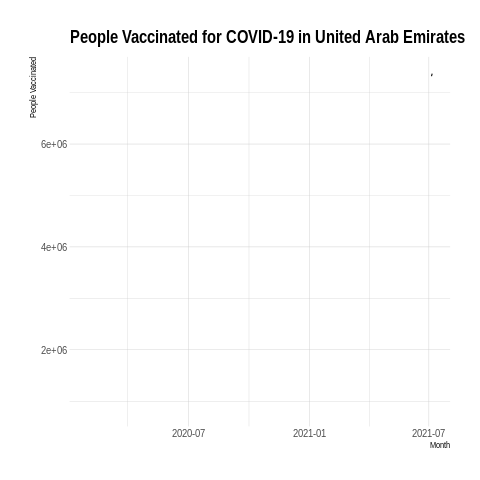 People Vaccinated for COVID-19 in United Arab Emirates
People Vaccinated
6e+06
4e+06
2e+06
2020-07
2021-01
2021-07
Month